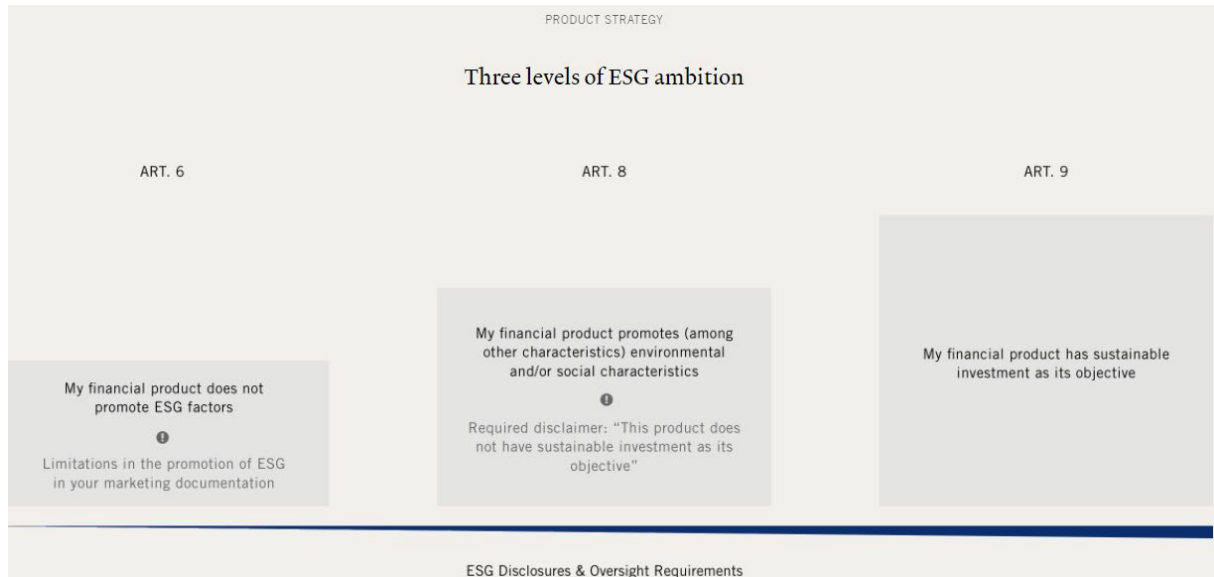 PRODUCT STRATEGY
Three levels of ESG ambition
ART. 6
ART. 8
ART. 9
My financial product does not
promote ESG factors
Limitations in the promotion of ESG
in your marketing documentation
My financial product promotes (among
other characteristics) environmental
and/or social characteristics
Required disclaimer: “This product does
not have sustainable investment as its
objective”
My financial product has sustainable
investment as its objective
ESG Disclosures & Oversight Requirements